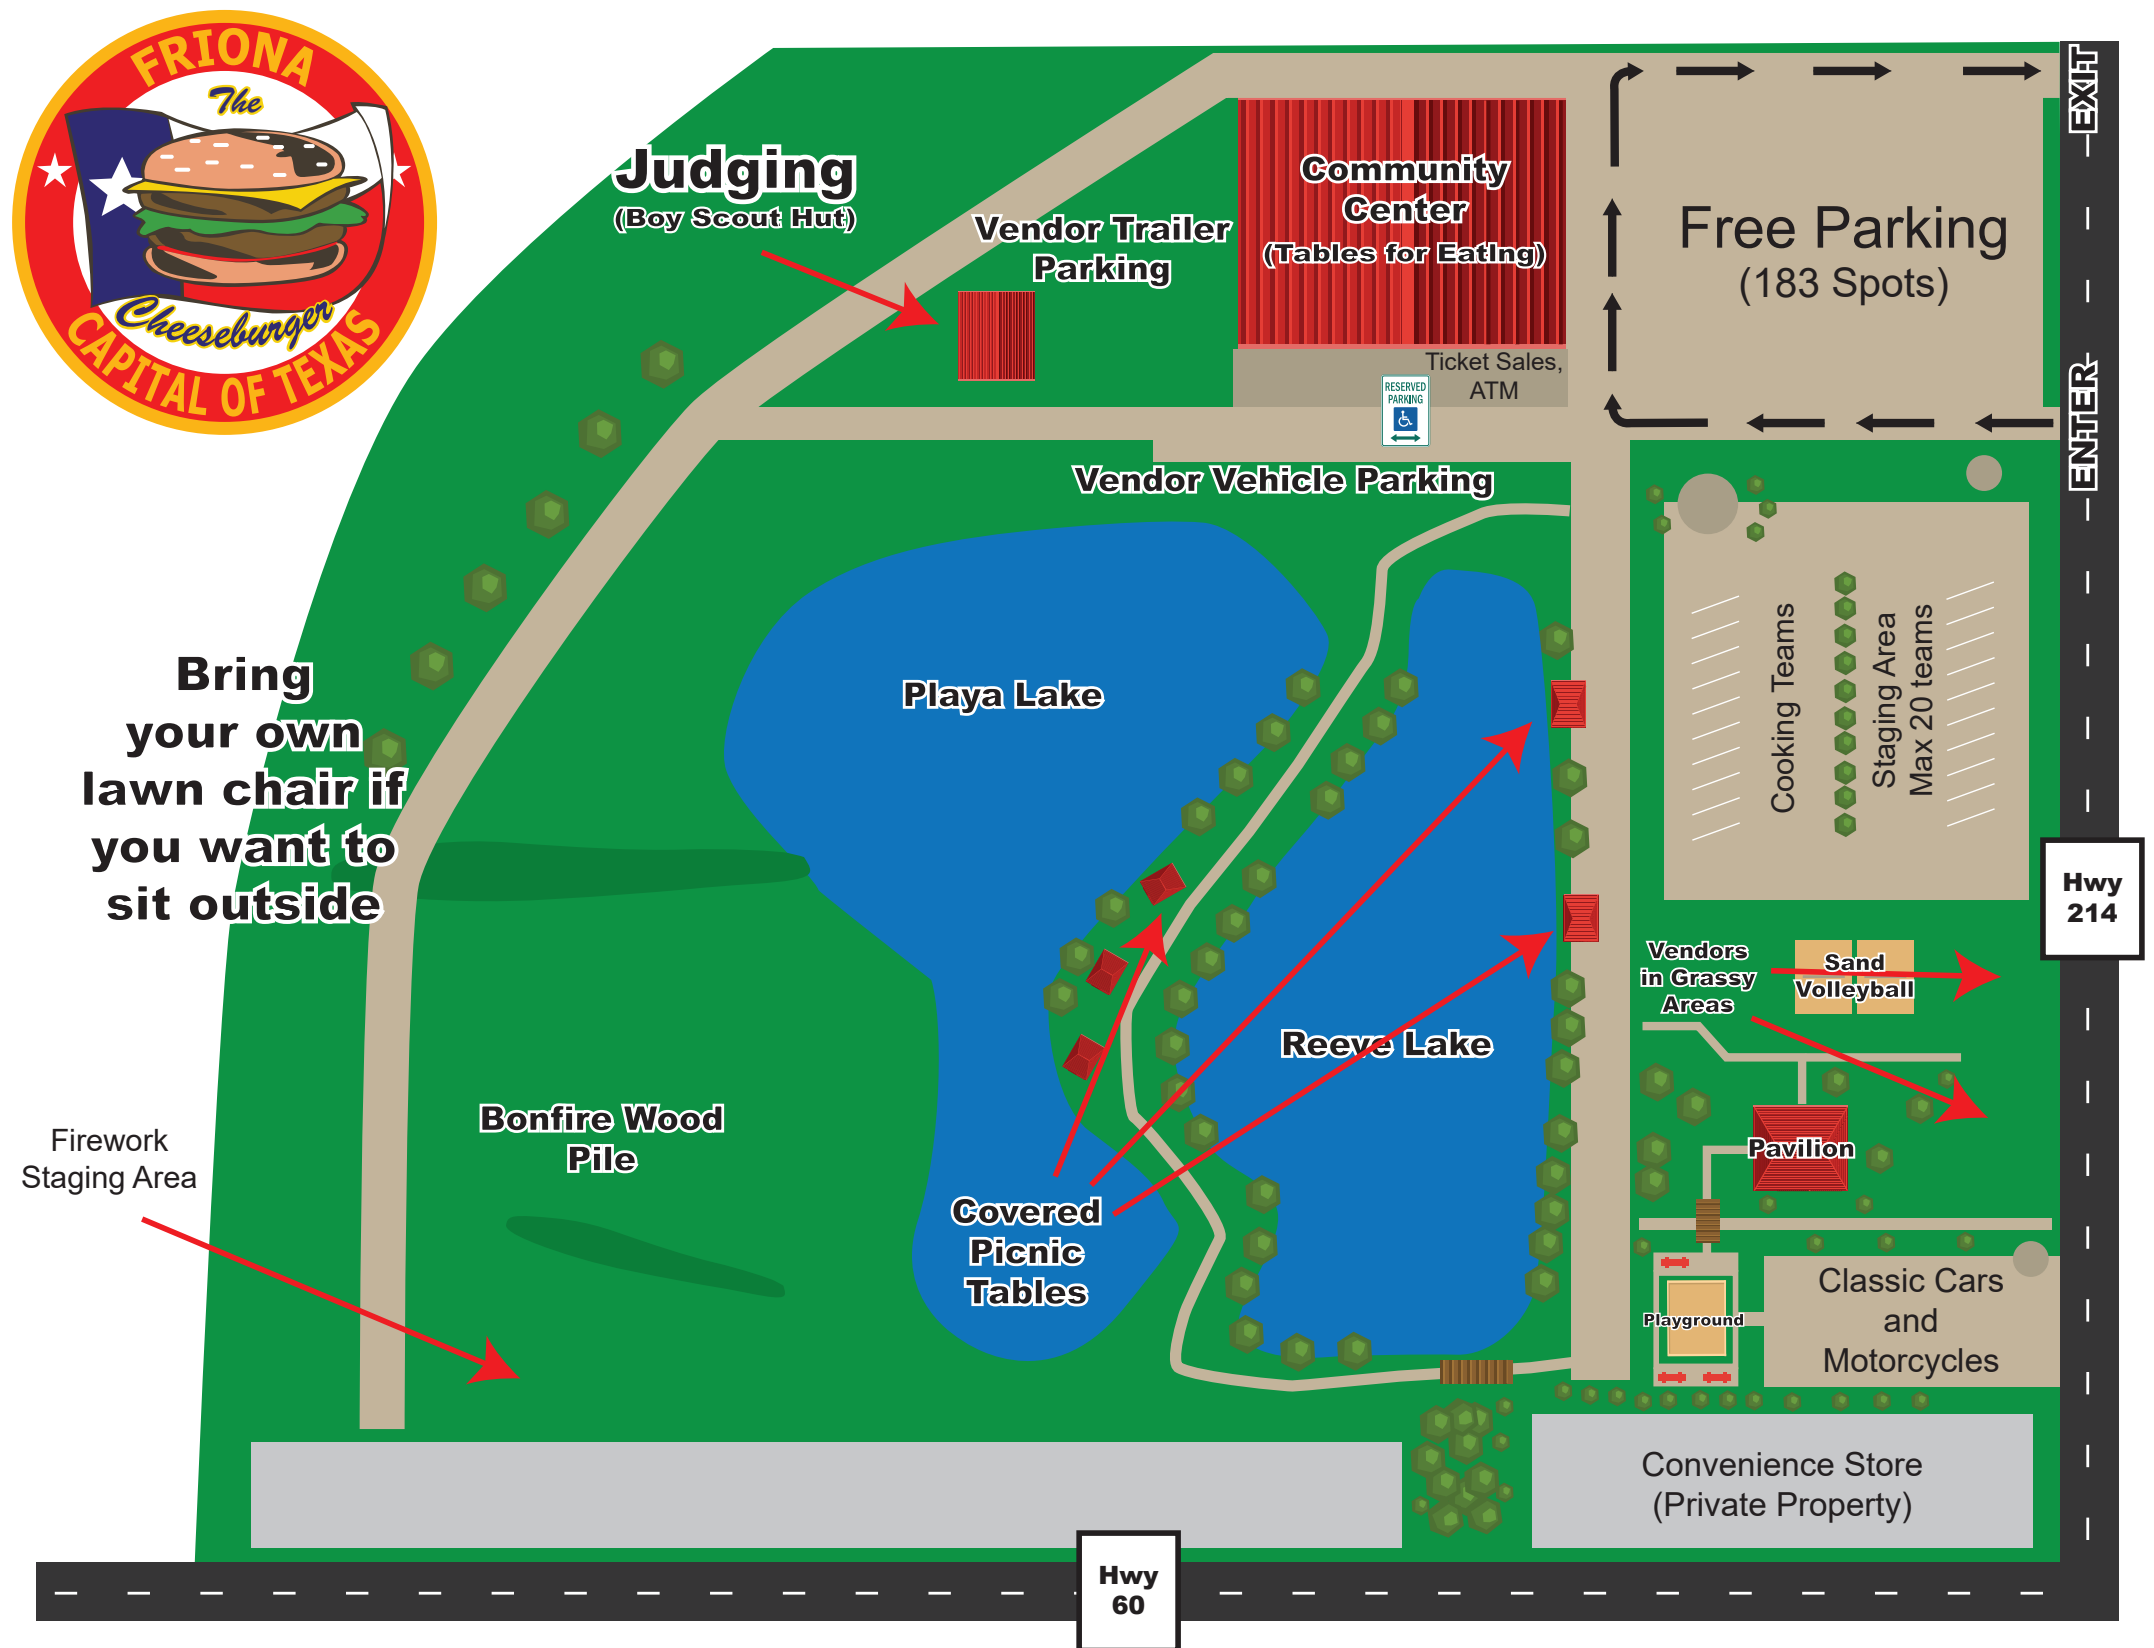 FRIONA
The
Cheeseburger
CAPITAL OF TEXAS
Judging
(Boy Scout Hut)
Vendor Trailer
Parking
Community
Center
(Tables for EatIng)
Ticket Sales,
ATM
RESERVED
PARKING
Free Parking
(183 Spots)
EXIT
ENTER
Vendor Vehicle Parking
Bring
your own
lawn chair if
you want to
sit outside
Playa Lake
Reeve Lake
Cooking Teams
Staging Area
Max 20 teams
Hwy
214
Vendors
in Grassy
Areas
Sand
Volleyball
Pavilion
Bonfire Wood
Pile
Firework
Staging Area
Covered
Picnic
Tables
Playground
Classic Cars
and
Motorcycles
Convenience Store
(Private Property)
Hwy
60